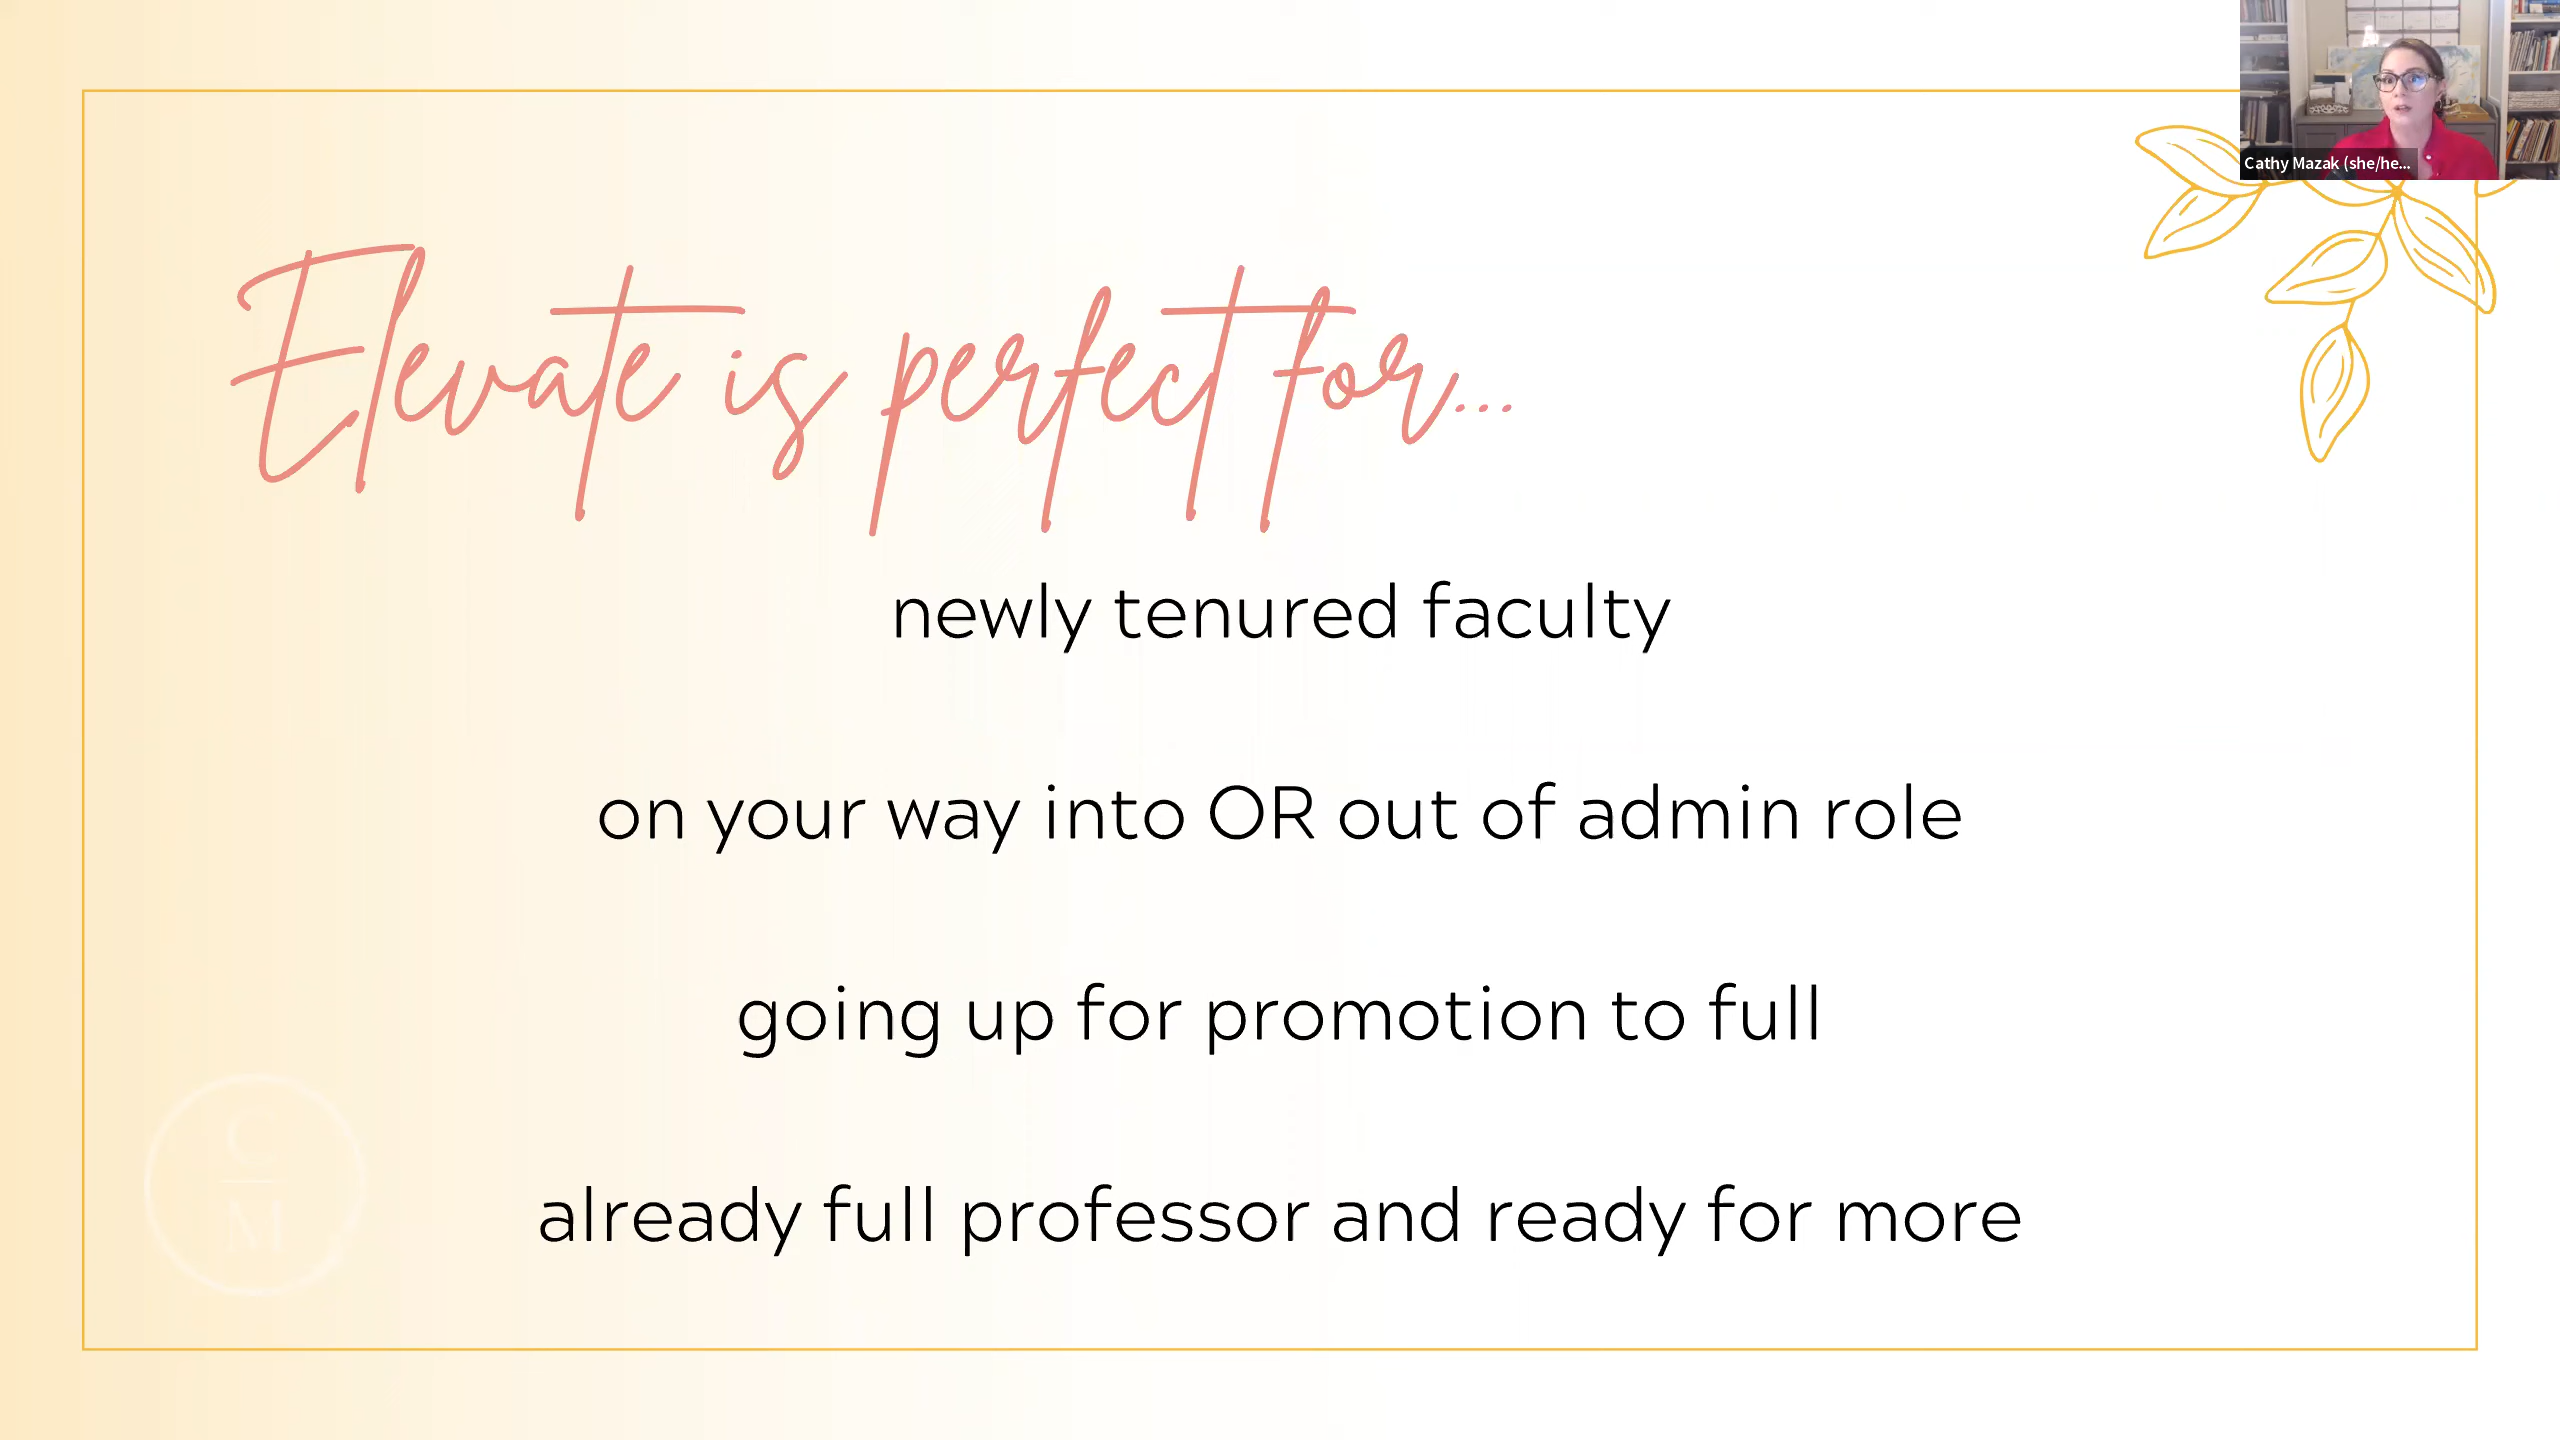 Cathy Mazak (she/he...
Elevate is perfect for...
newly tenured faculty
on your way into OR out of admin role
going up for promotion to full
already full professor and ready for more
C
M